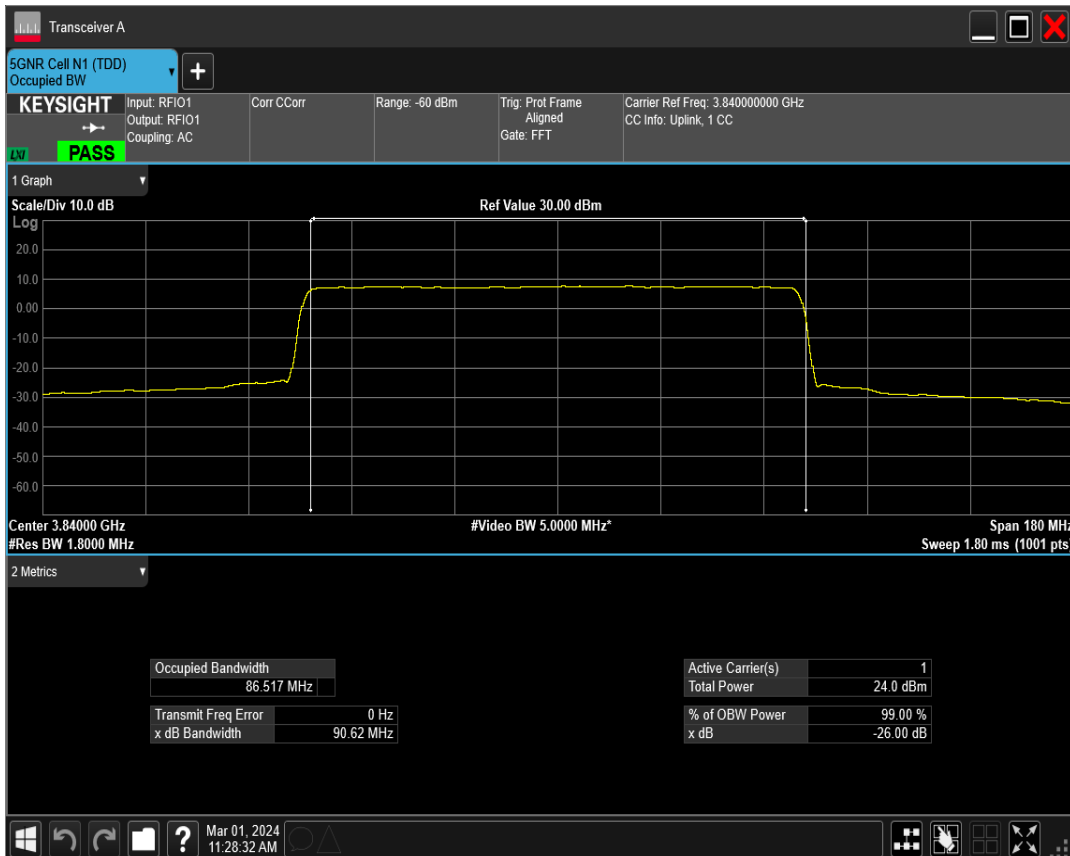 Transceiver A
5GNR Cell N1 (TDD)
Occupied BW
+
KEYSIGHT
LXI
PASS
Input: RFIO1
Output: RFIO1
Coupling: AC
Corr CCorr
Range: -60 dBm
Trig: Prot Frame
Aligned
Gate: FFT
Carrier Ref Freq: 3.840000000 GHz
CC Info: Uplink, 1 CC
1 Graph
Scale/Div 10.0 dB
Ref Value 30.00 dBm
Log
20.0
10.0
0.00
-10.0
-20.0
-30.0
-40.0
-50.0
-60.0
Center 3.84000 GHz
#Video BW 5.0000 MHz*
Span 180 MHz
#Res BW 1.8000 MHz
Sweep 1.80 ms (1001 pts)
2 Metrics
Occupied Bandwidth
86.517 MHz
Transmit Freq Error 0 Hz
x dB Bandwidth 90.62 MHz
Active Carrier(s) 1
Total Power 24.0 dBm
% of OBW Power 99.00 %
x dB -26.00 dB
?
Mar 01, 2024
11:28:32 AM